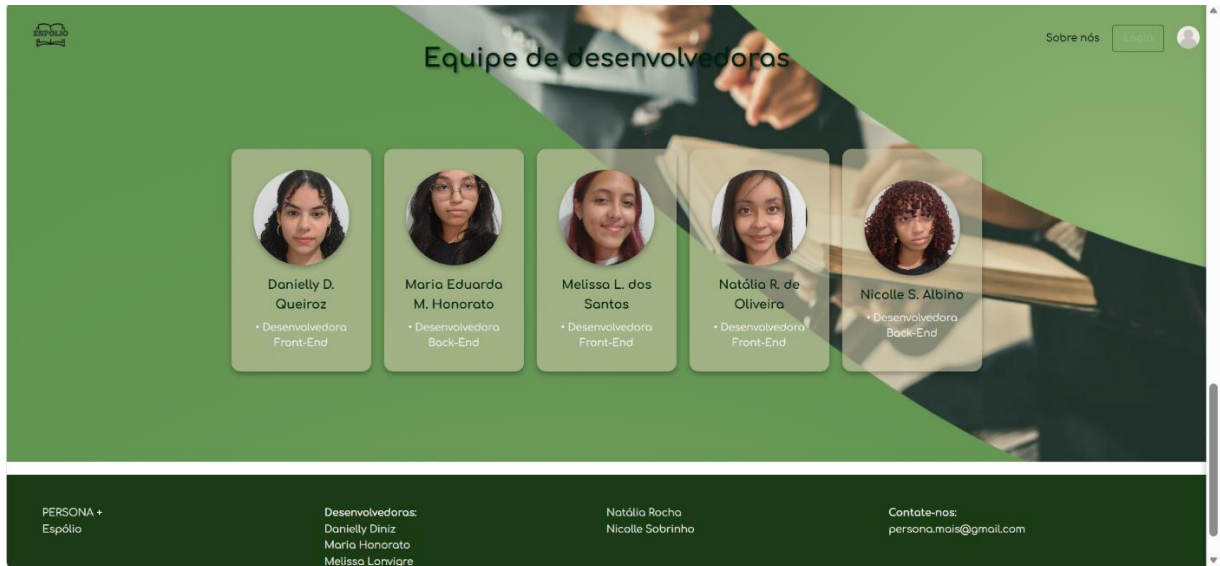 ESPÓLIO
Sobre nós
Login
Equipe de desenvolvedoras
Danielly D.
Queiroz
• Desenvolvedora
Front-End
Maria Eduarda
M. Honorato
• Desenvolvedora
Back-End
Melissa L. dos
Santos
• Desenvolvedora
Front-End
Natália R. de
Oliveira
• Desenvolvedora
Front-End
Nicolle S. Albino
• Desenvolvedora
Back-End
PERSONA +
Espólio
Desenvolvedoras:
Danielly Diniz
Maria Honorato
Melissa Lonvigre
Natália Rocha
Nicolle Sobrinho
Contate-nos:
persona.mais@gmail.com